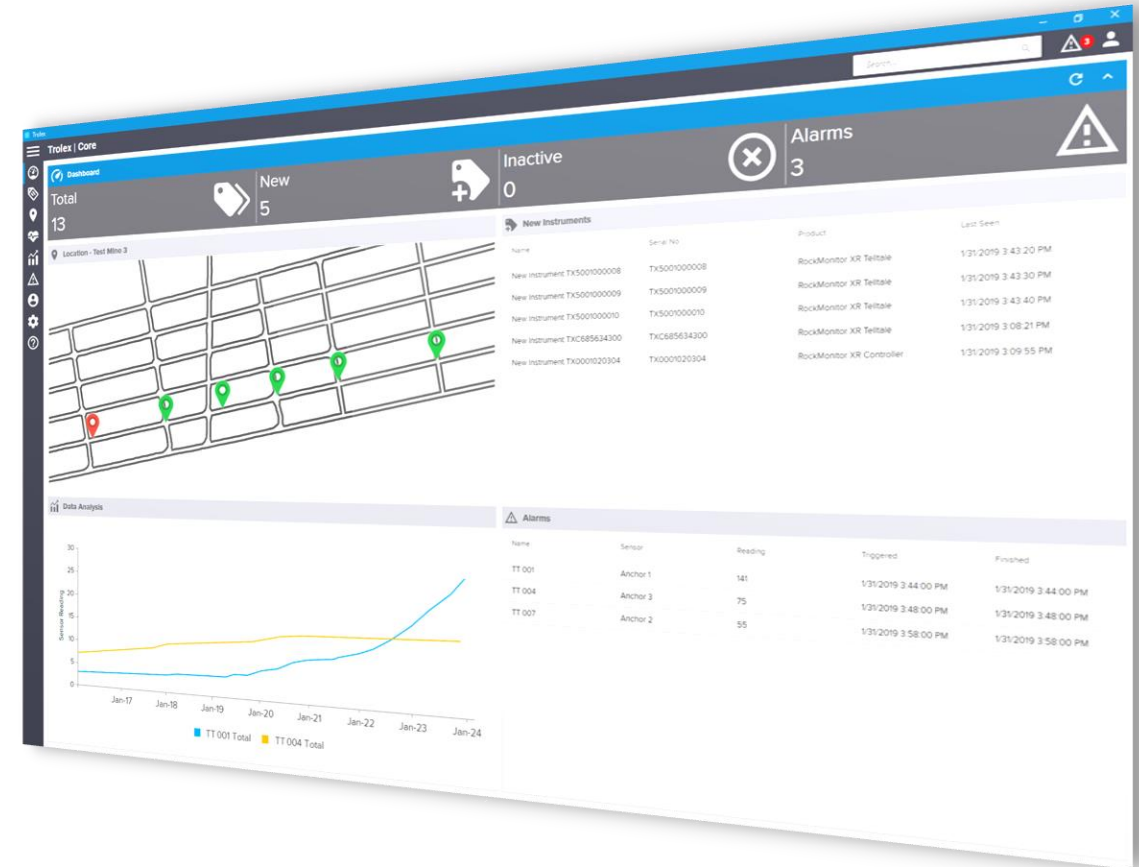 Trolex
Search...
3
Trolex | Core
Dashboard
Total
13
New
5
Inactive
0
Alarms
3
Location - Test Mine 3
New Instruments
Name Serial No Product Last Seen
New Instrument TX5001000008 TX5001000008 RockMonitor XR Telltale 1/31/2019 3:43:20 PM
New Instrument TX5001000009 TX5001000009 RockMonitor XR Telltale 1/31/2019 3:43:30 PM
New Instrument TX5001000010 TX5001000010 RockMonitor XR Telltale 1/31/2019 3:43:40 PM
New Instrument TXC685634300 TXC685634300 RockMonitor XR Telltale 1/31/2019 3:08:21 PM
New Instrument TX0001020304 TX0001020304 RockMonitor XR Controller 1/31/2019 3:09:55 PM
Data Analysis
Sensor Reading
30
25
20
15
10
5
0
Jan-17 Jan-18 Jan-19 Jan-20 Jan-21 Jan-22 Jan-23 Jan-24
TT 001 Total TT 004 Total
Alarms
Name Sensor Reading Triggered Finished
TT 001 Anchor 1 141 1/31/2019 3:44:00 PM 1/31/2019 3:44:00 PM
TT 004 Anchor 3 75 1/31/2019 3:48:00 PM 1/31/2019 3:48:00 PM
TT 007 Anchor 2 55 1/31/2019 3:58:00 PM 1/31/2019 3:58:00 PM